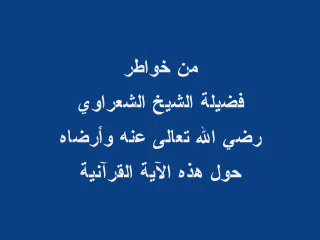 من خواطر
فضيلة الشيخ الشعراوي
رضي الله تعالى عنه وأرضاه
حول هذه الآية القرآنية